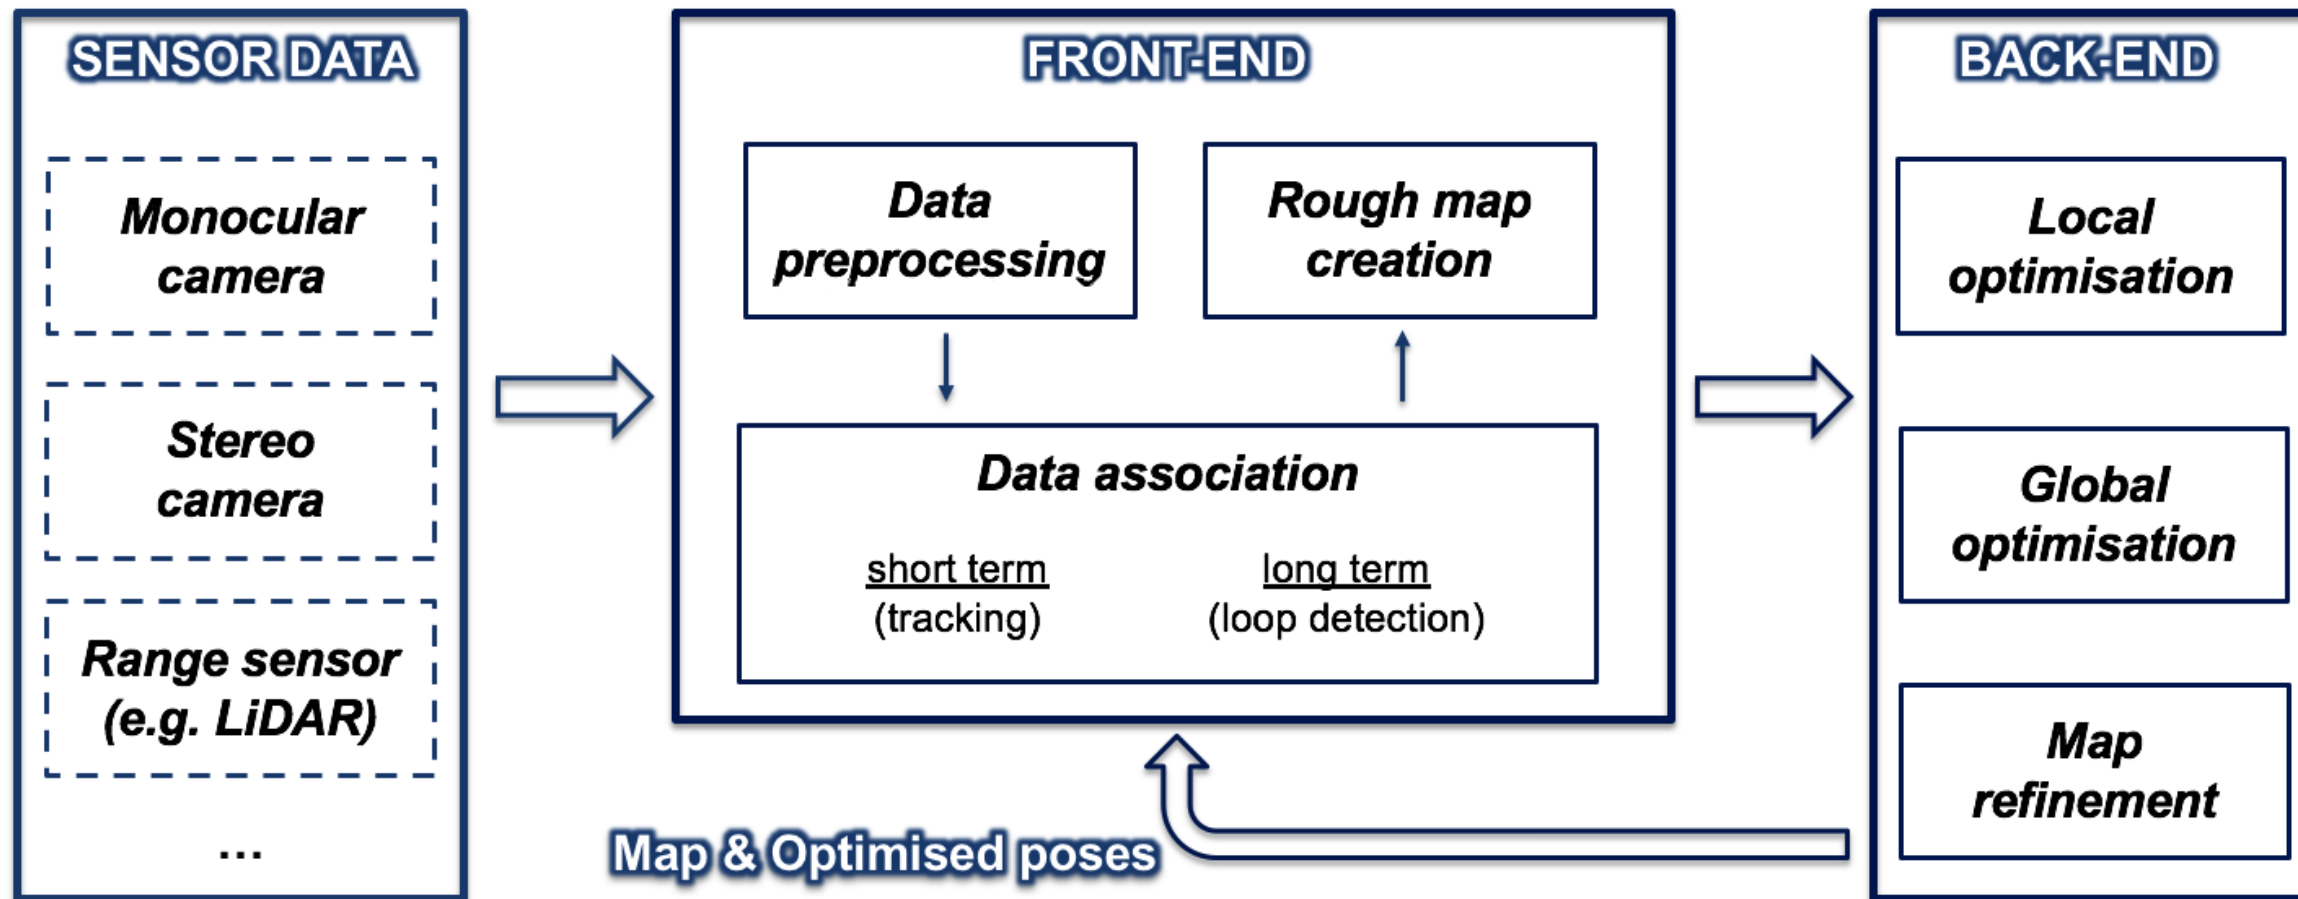 SENSOR DATA
Monocular
camera
Stereo
camera
Range sensor
(e.g. LiDAR)
...
FRONT-END
Data
preprocessing
Rough map
creation
Data association
short term
(tracking)
long term
(loop detection)
Map & Optimised poses
BACK-END
Local
optimisation
Global
optimisation
Map
refinement